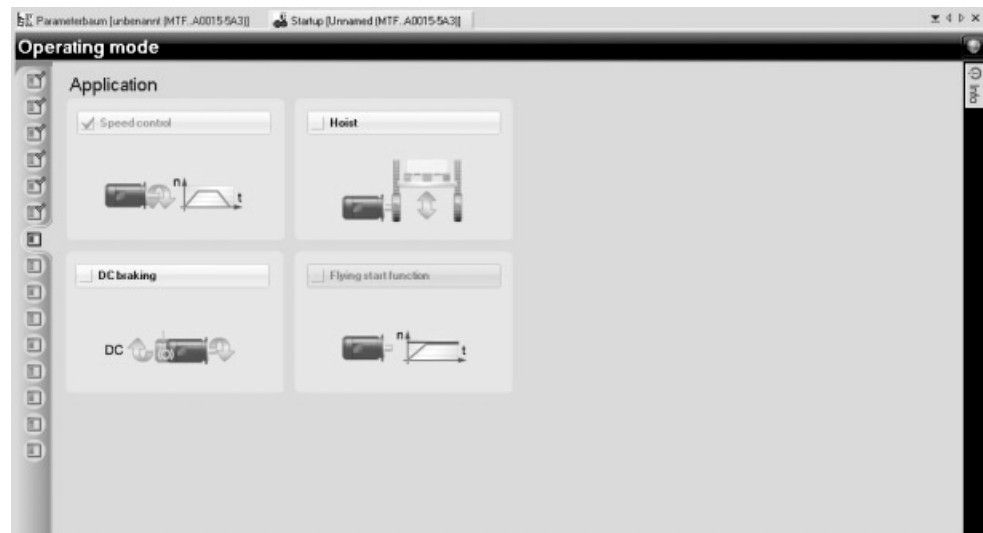 Parameterbaum [unbenannt (MTF..A0015-5A3)]
Startup [Unnamed (MTF..A0015-5A3)]
Operating mode
Info
Application
Speed control
Hoist
n
t
DC braking
Flying start function
DC
n
t